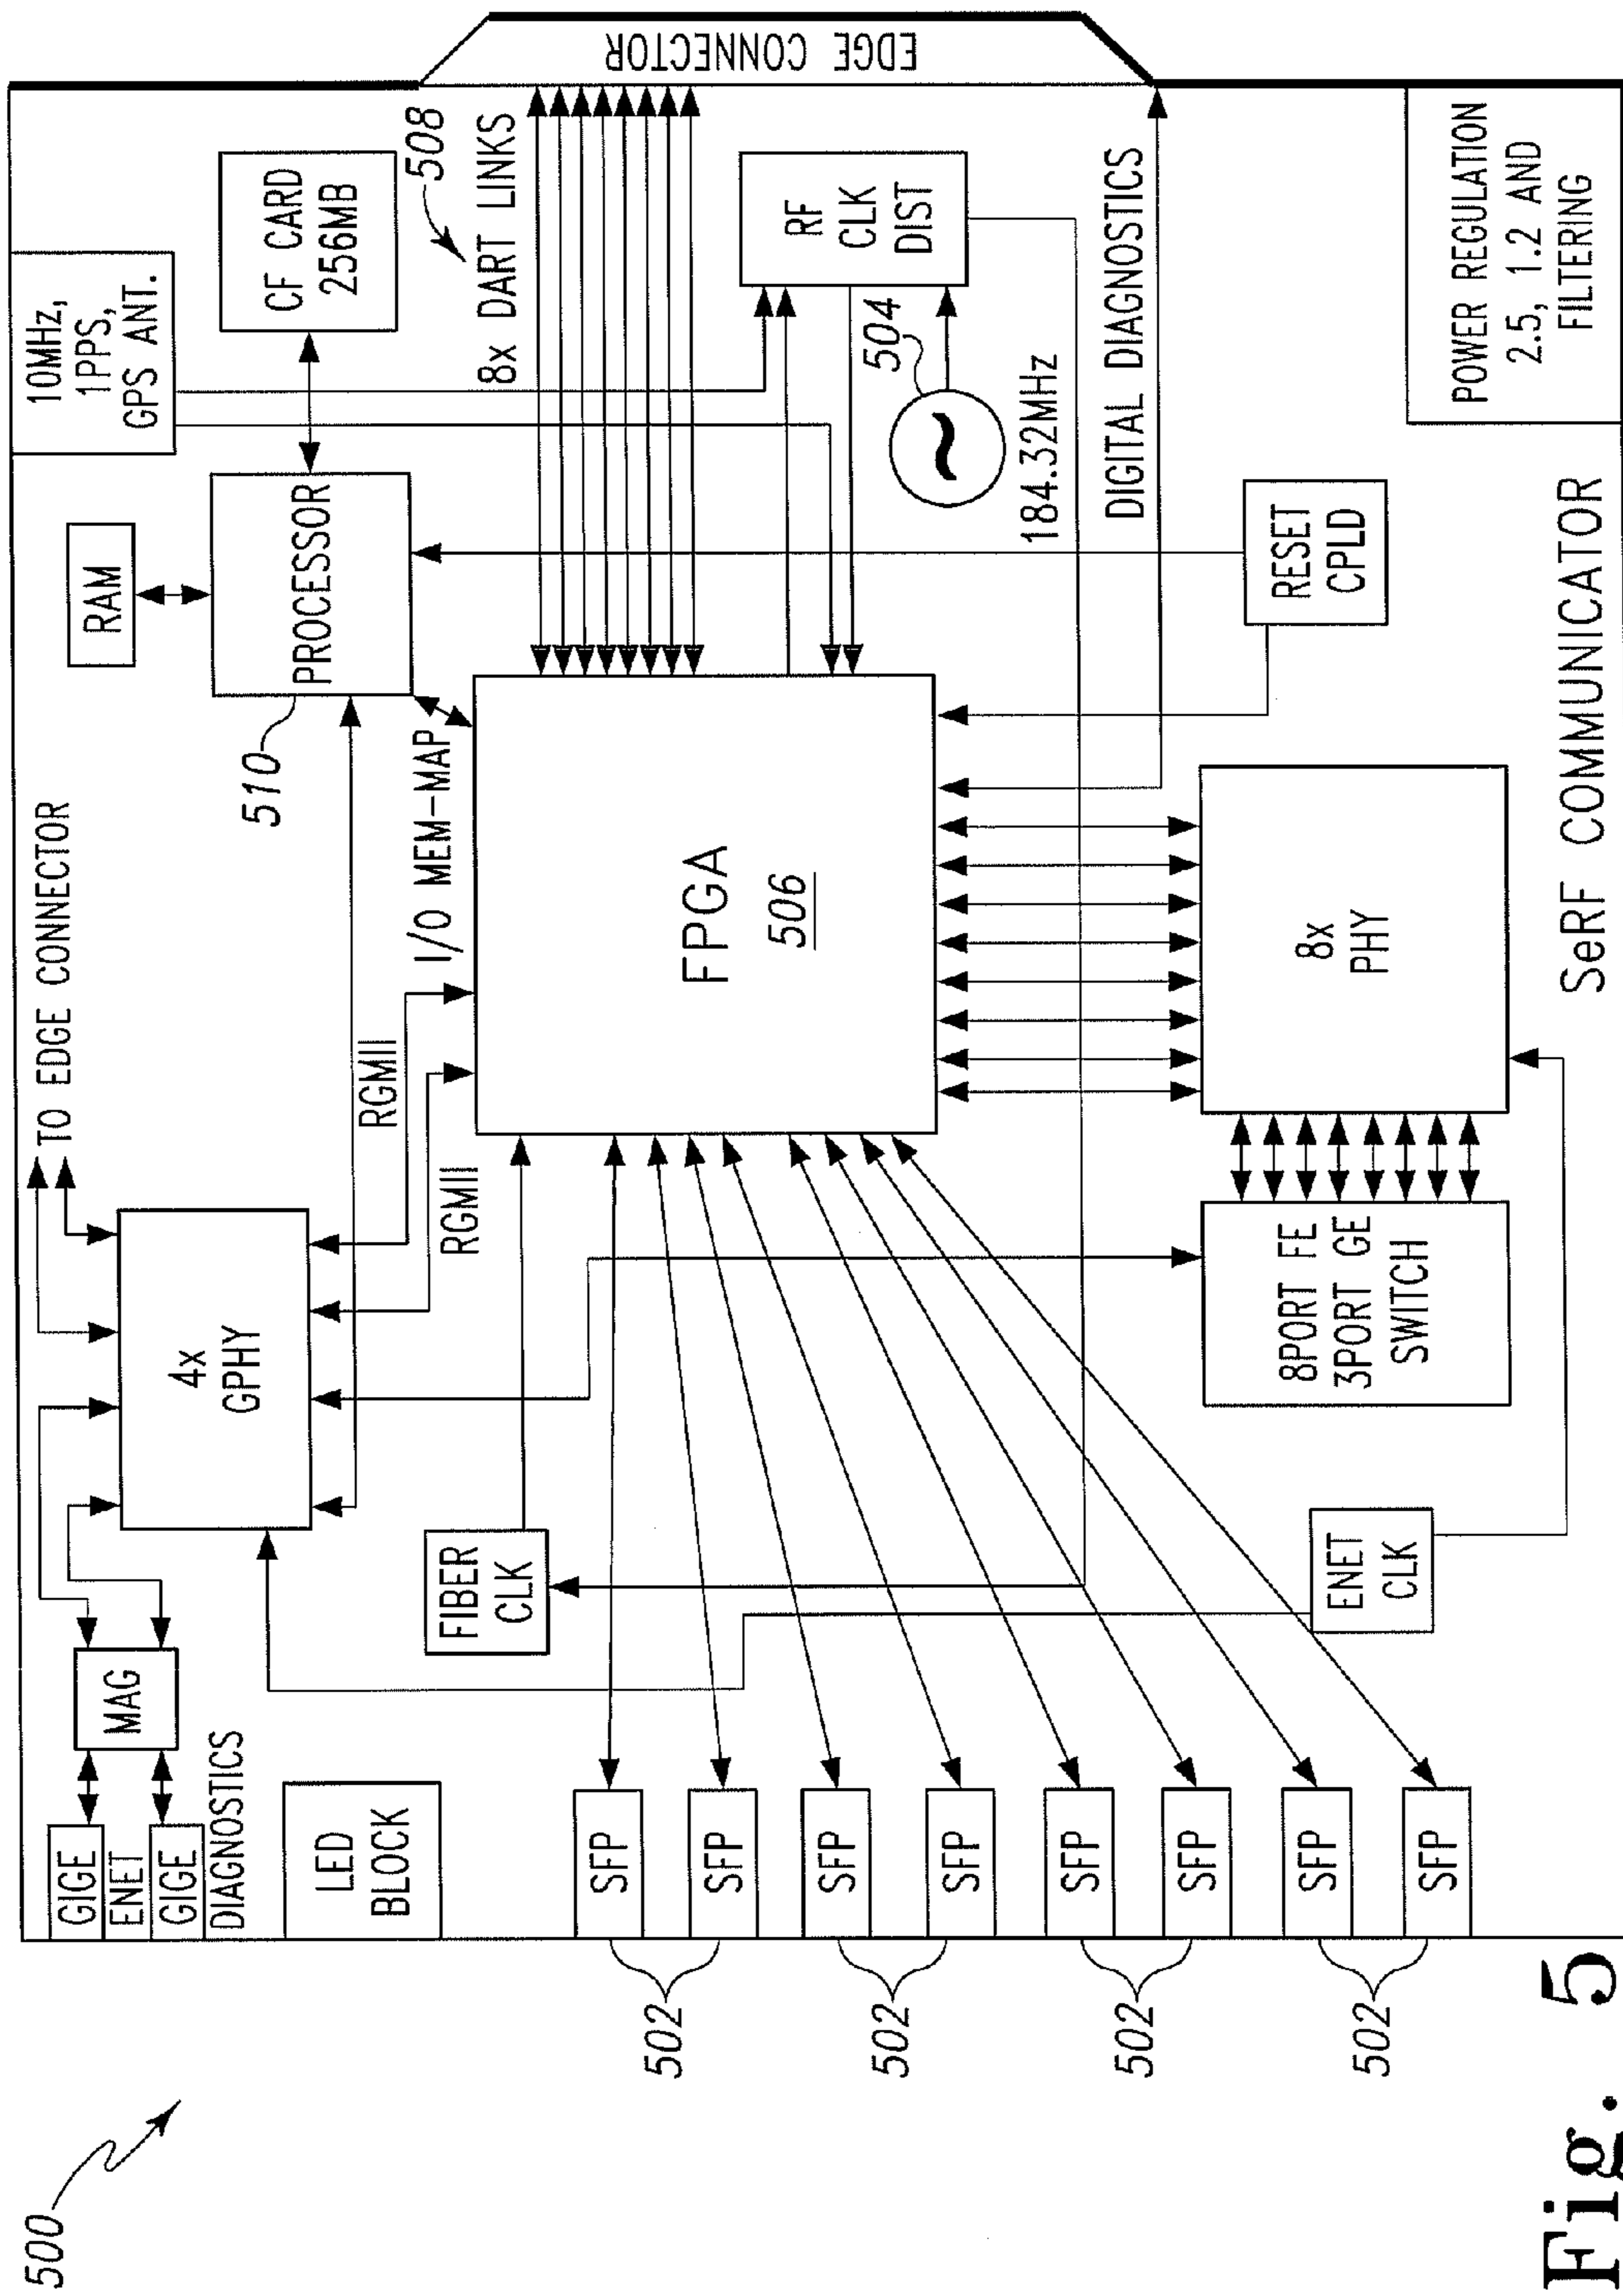 500
GIGE
ENET
GIGE
DIAGNOSTICS
MAG
4x
GPHY
TO EDGE CONNECTOR
RAM
10MHz,
1PPS,
GPS ANT.
PROCESSOR
510
CF CARD
256MB
508
8x DART LINKS
EDGE CONNECTOR
LED
BLOCK
RGMII
RGMII
I/O MEM-MAP
FIBER
CLK
FPGA
506
RF
CLK
DIST
504
184.32MHz
DIGITAL DIAGNOSTICS
SFP
SFP
SFP
SFP
SFP
SFP
SFP
SFP
502
502
502
502
ENET
CLK
8PORT FE
3PORT GE
SWITCH
8x
PHY
RESET
CPLD
POWER REGULATION
2.5, 1.2 AND
FILTERING
SeRF COMMUNICATOR
Fig. 5